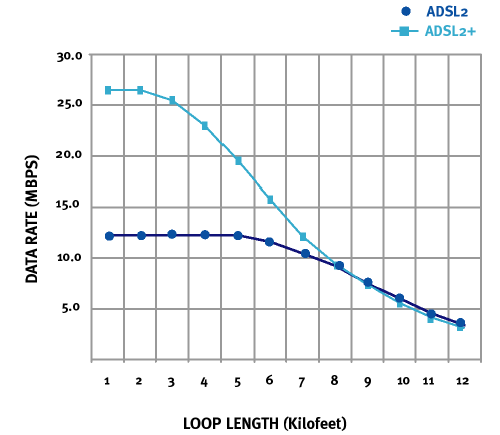 ADSL2
ADSL2+
30.0
25.0
20.0
15.0
10.0
5.0
DATA RATE (MBPS)
1 2 3 4 5 6 7 8 9 10 11 12
LOOP LENGTH (Kilofeet)